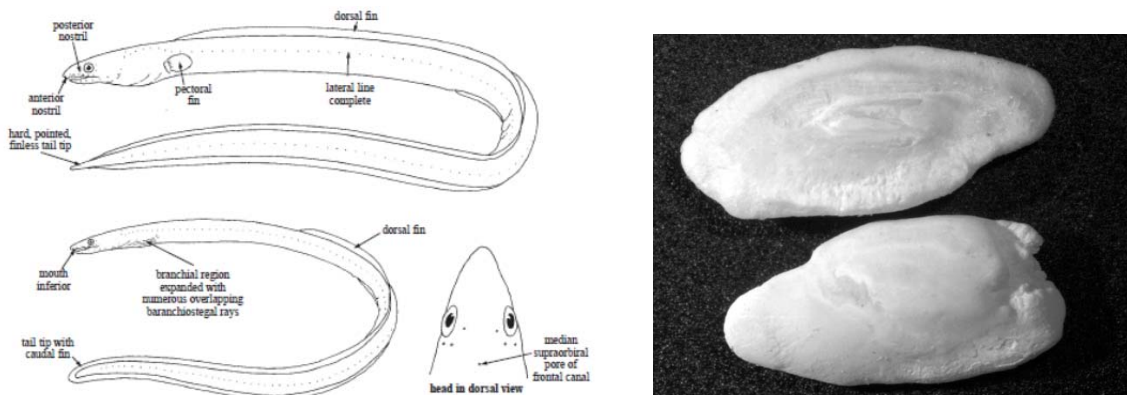 dorsal fin
posterior
nostril
anterior
nostril
pectoral
fin
lateral line
complete
hard, pointed,
finless tail tip
dorsal fin
mouth
inferior
branchial region
expanded with
numerous overlapping
baranchiostegal rays
tail tip with
caudal fin
median
supraorbiral
pore of
frontal canal
head in dorsal view